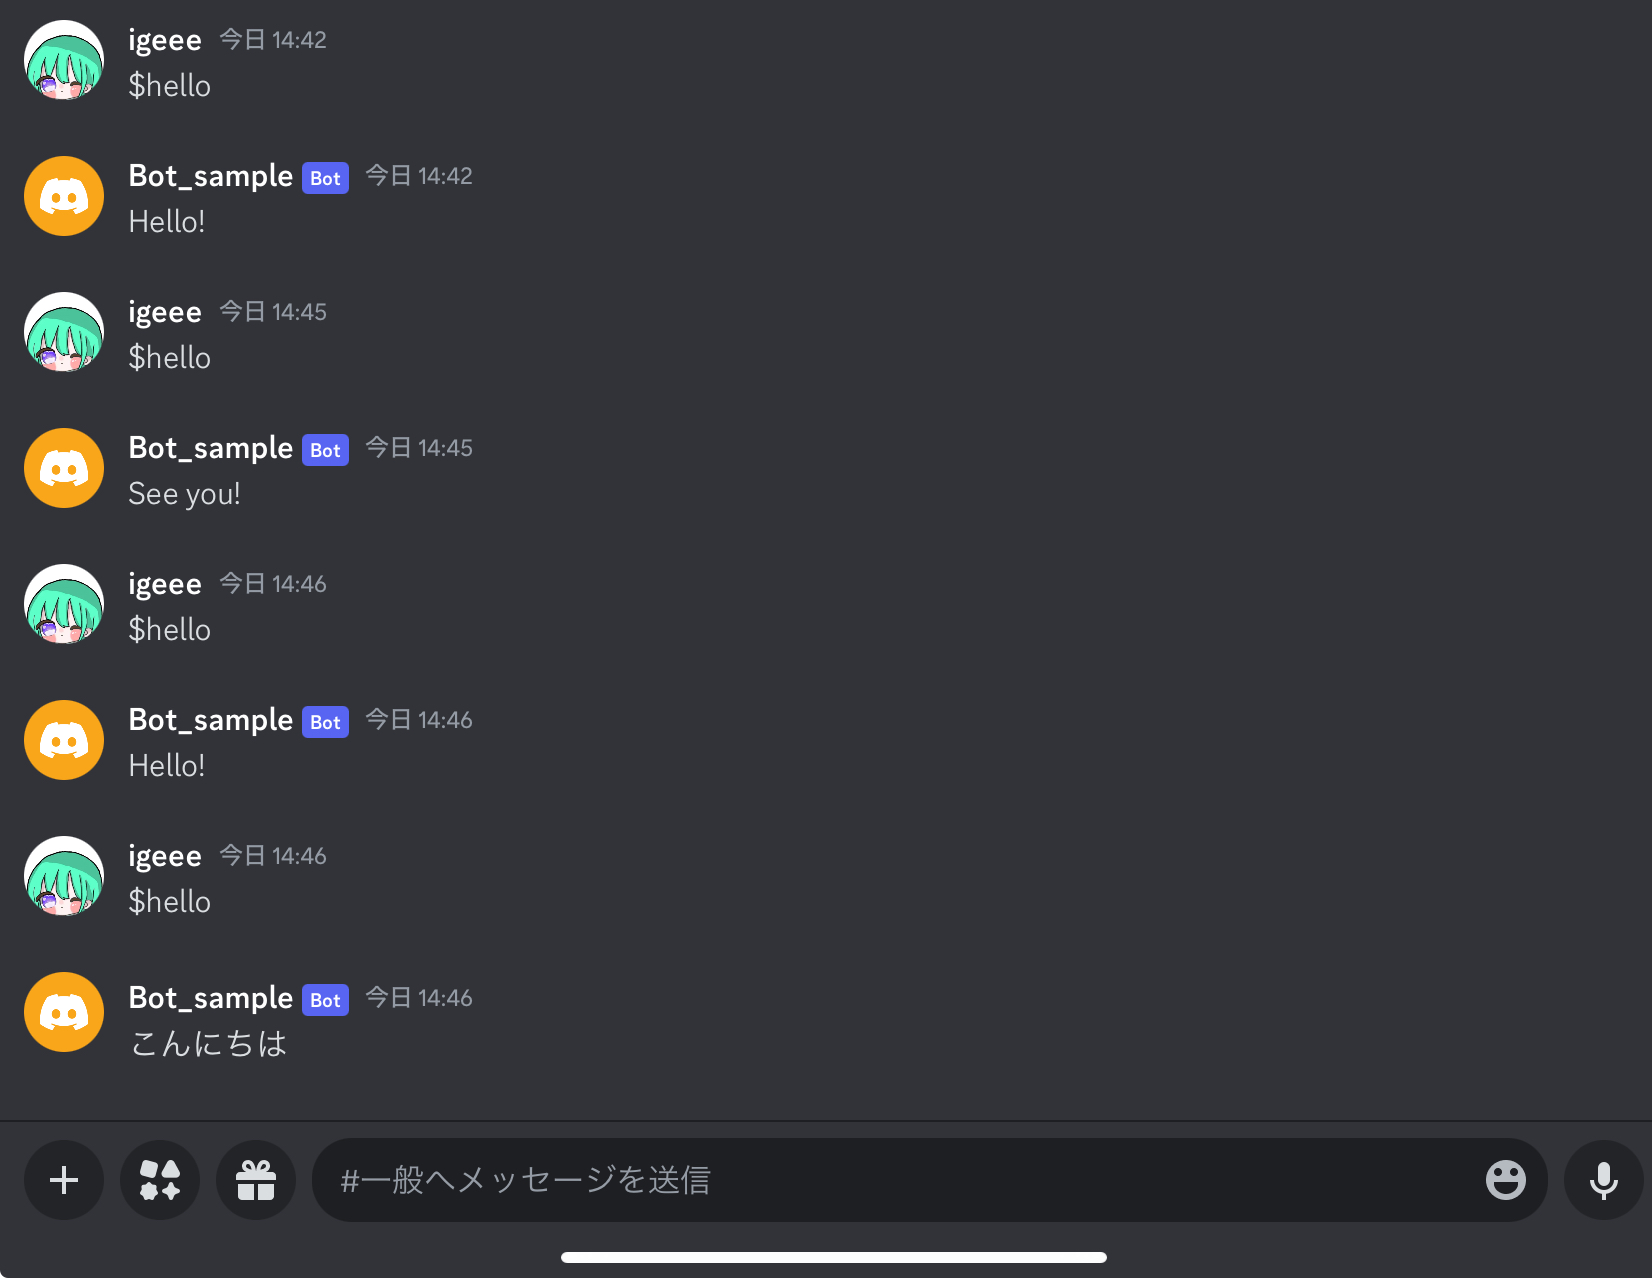 igeee 今日 14:42
$hello
Bot_sample Bot 今日 14:42
Hello!
igeee 今日 14:45
$hello
Bot_sample Bot 今日 14:45
See you!
igeee 今日 14:46
$hello
Bot_sample Bot 今日 14:46
Hello!
igeee 今日 14:46
$hello
Bot_sample Bot 今日 14:46
こんにちは
#一般へメッセージを送信